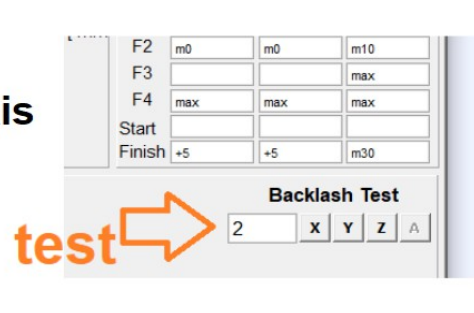 F2 m0 m0 m10
F3 max
is
F4 max max max
Start
Finish +5 +5 m30
Backlash Test
test 2 X Y Z A